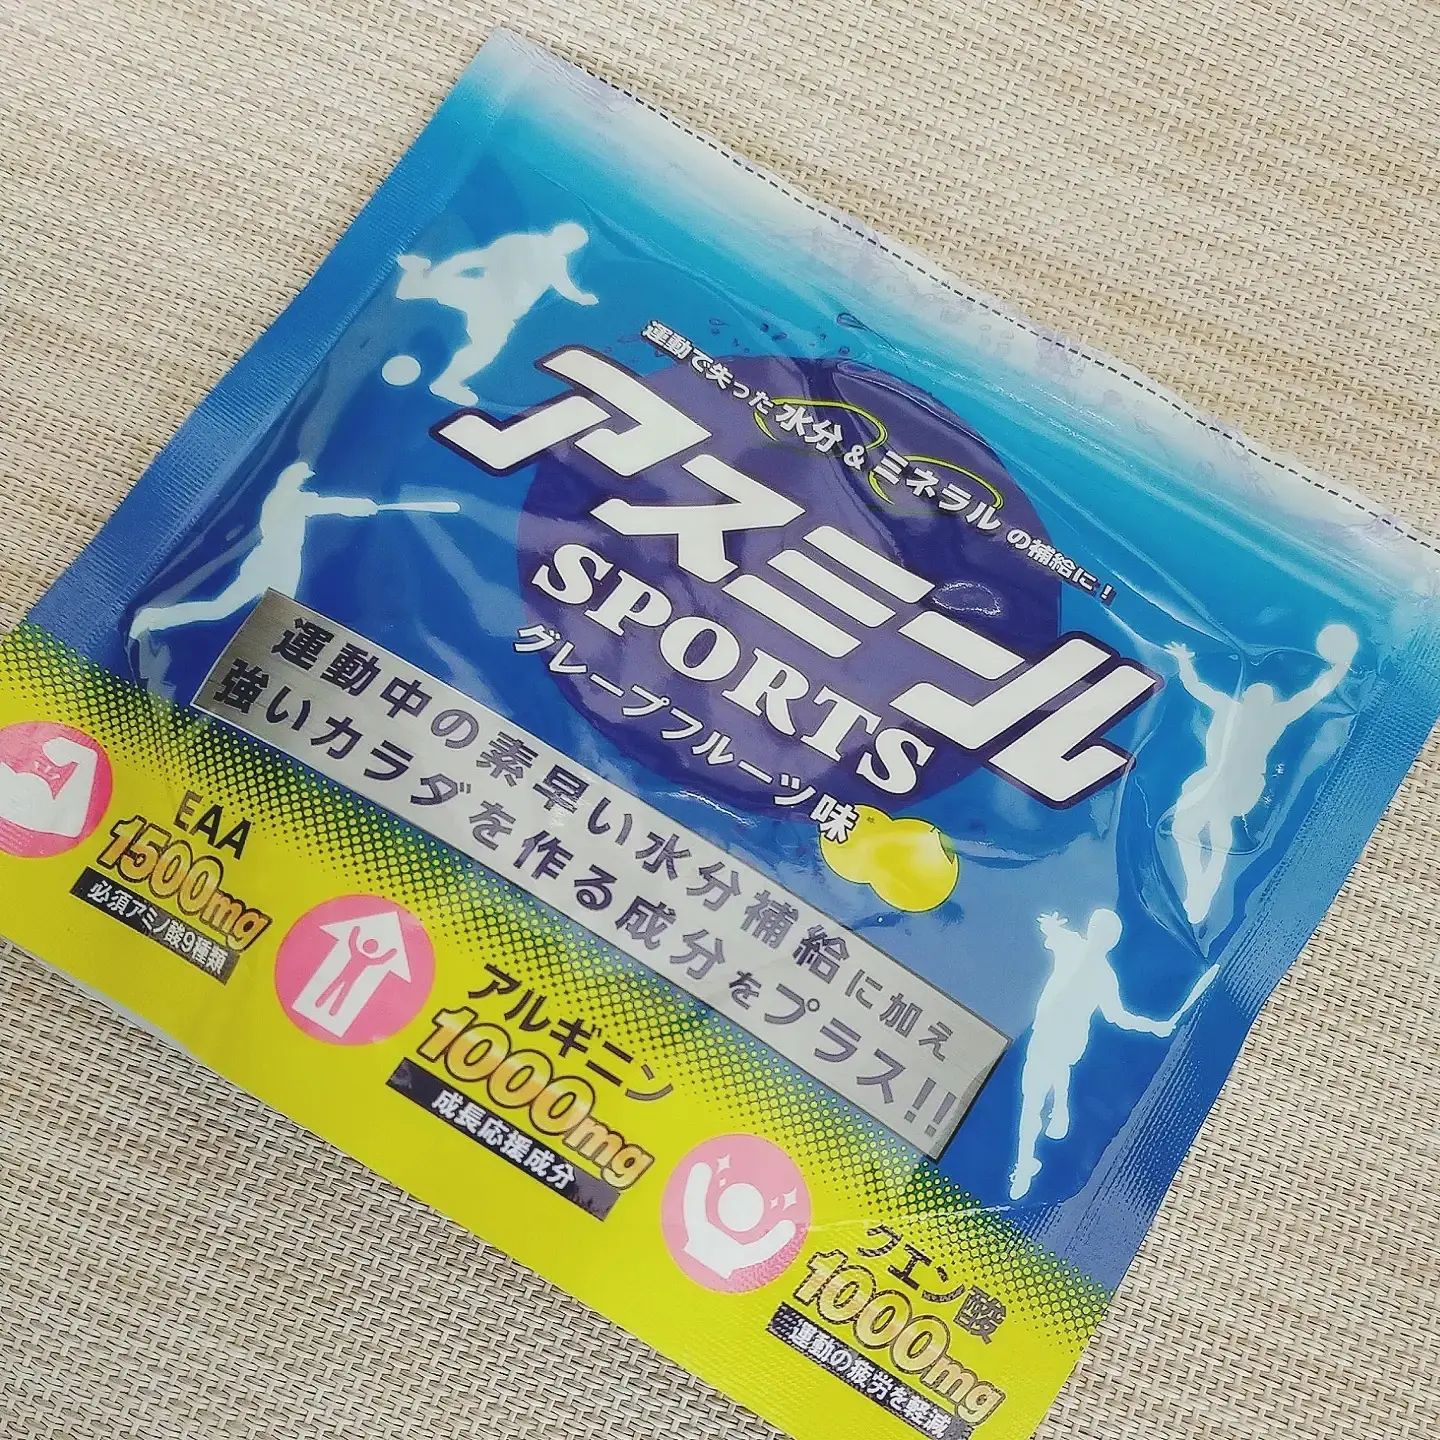 運動で失った水分&ミネラルの補給に!
アスミール
SPORTS
グレープフルーツ味
運動中の素早い水分補給に加え
強いカラダを作る成分をプラス!!
EAA
1500mg
必須アミノ酸9種類
アルギニン
1000mg
成長応援成分
クエン酸
1000mg
運動の疲労を軽減